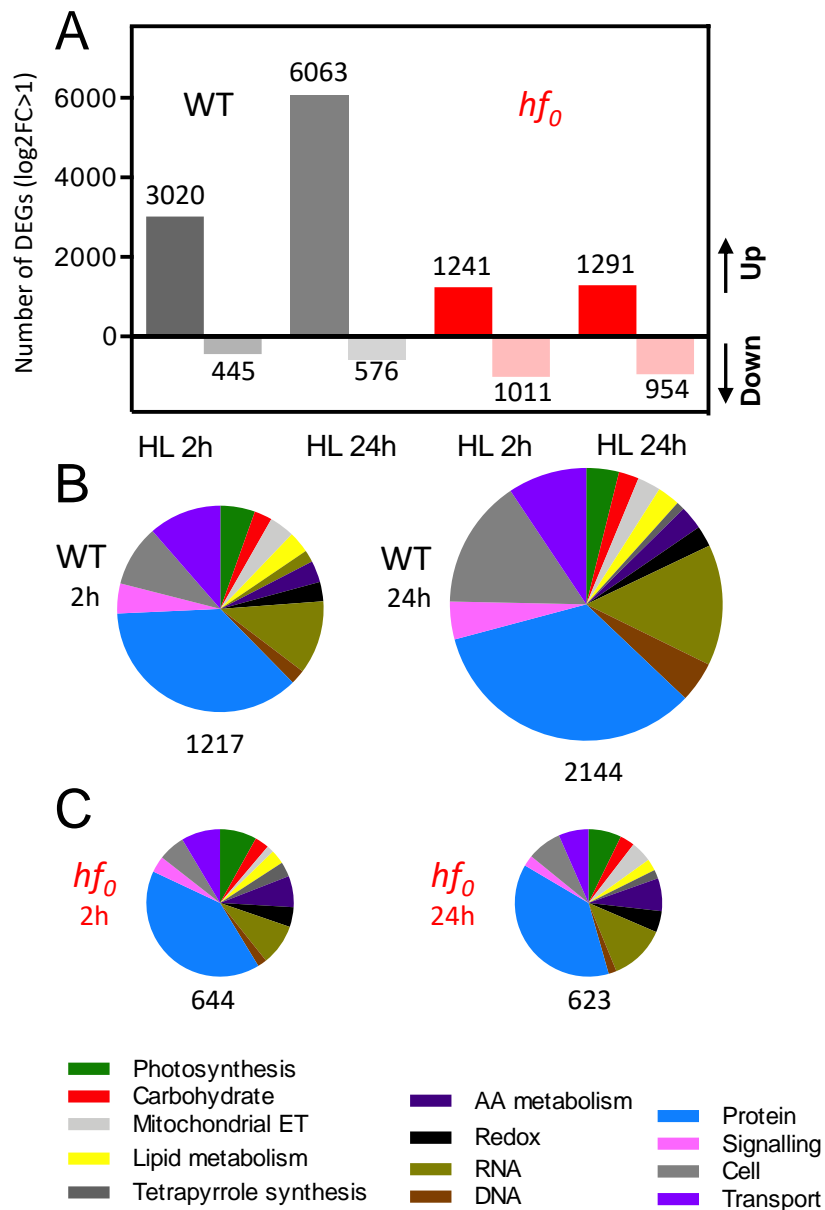 A
Number of DEGs (log2FC>1)
6000
4000
2000
0
WT
hf0
3020
6063
1241
1291
445
576
1011
954
Up
Down
HL 2h
HL 24h
HL 2h
HL 24h
B
WT
2h
1217
WT
24h
2144
C
hf0
2h
644
hf0
24h
623
Photosynthesis
Carbohydrate
Mitochondrial ET
Lipid metabolism
Tetrapyrrole synthesis
AA metabolism
Redox
RNA
DNA
Protein
Signalling
Cell
Transport